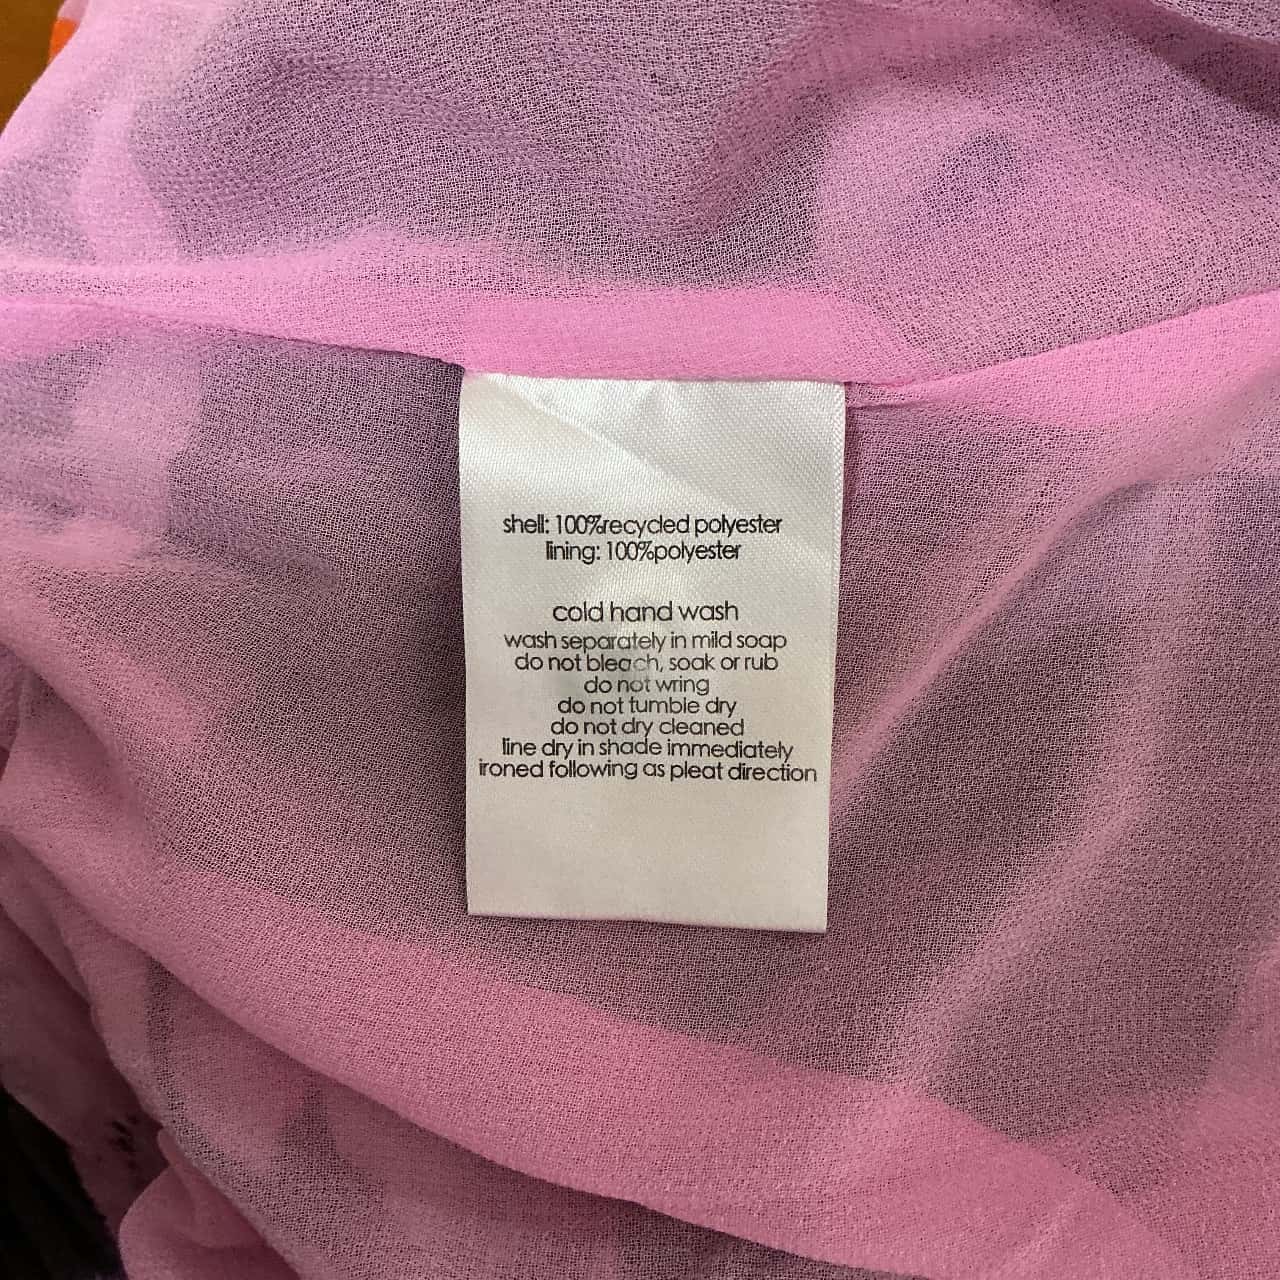 shell: 100%recycled polyester
lining: 100%polyester
cold hand wash
wash separately in mild soap
do not bleach, soak or rub
do not wring
do not tumble dry
do not dry cleaned
line dry in shade immediately
ironed following as pleat direction